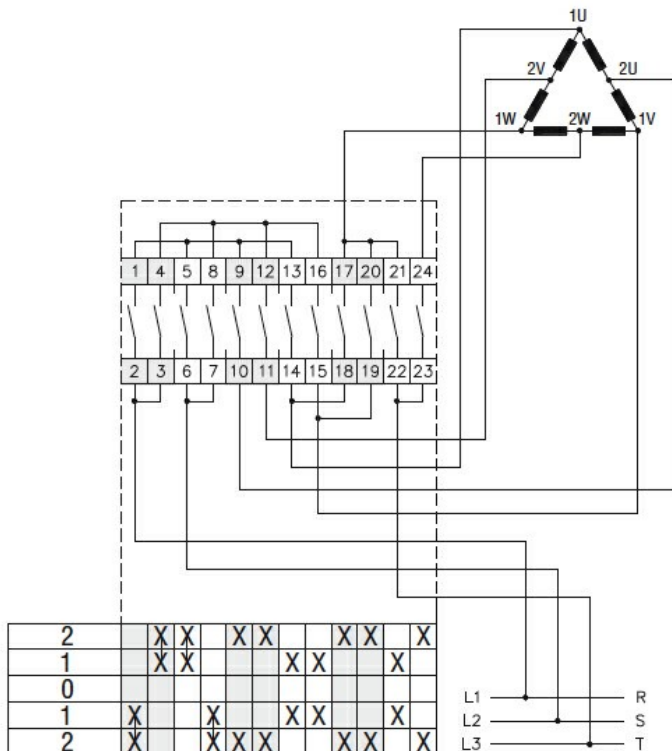 1U
2V 2U
1W 2W 1V
1 4 5 8 9 12 13 16 17 20 21 24
2 3 6 7 10 11 14 15 18 19 22 23
2 X X X X X X X
1 X X X X X
0
1 X X X X X L1 R
L2 S
2 X X X X X X X L3 T